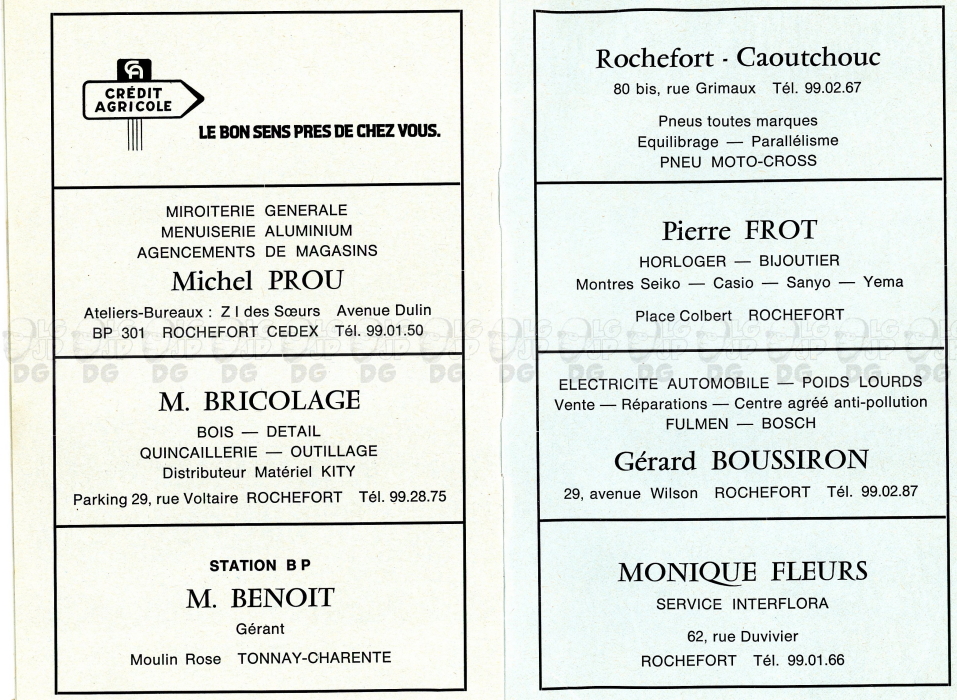 CA
CRÉDIT
AGRICOLE
LE BON SENS PRES DE CHEZ VOUS.
MIROITERIE GENERALE
MENUISERIE ALUMINIUM
AGENCEMENTS DE MAGASINS
Michel PROU
Ateliers-Bureaux : Z I des Sœurs Avenue Dulin
BP 301 ROCHEFORT CEDEX Tél. 99.01.50
M. BRICOLAGE
BOIS — DETAIL
QUINCAILLERIE — OUTILLAGE
Distributeur Matériel KITY
Parking 29, rue Voltaire ROCHEFORT Tél. 99.28.75
STATION B P
M. BENOIT
Gérant
Moulin Rose TONNAY-CHARENTE
Rochefort - Caoutchouc
80 bis, rue Grimaux Tél. 99.02.67
Pneus toutes marques
Equilibrage — Parallélisme
PNEU MOTO-CROSS
Pierre FROT
HORLOGER — BIJOUTIER
Montres Seiko — Casio — Sanyo — Yema
Place Colbert ROCHEFORT
ELECTRICITE AUTOMOBILE — POIDS LOURDS
Vente — Réparations — Centre agréé anti-pollution
FULMEN — BOSCH
Gérard BOUSSIRON
29, avenue Wilson ROCHEFORT Tél. 99.02.87
MONIQUE FLEURS
SERVICE INTERFLORA
62, rue Duvivier
ROCHEFORT Tél. 99.01.66